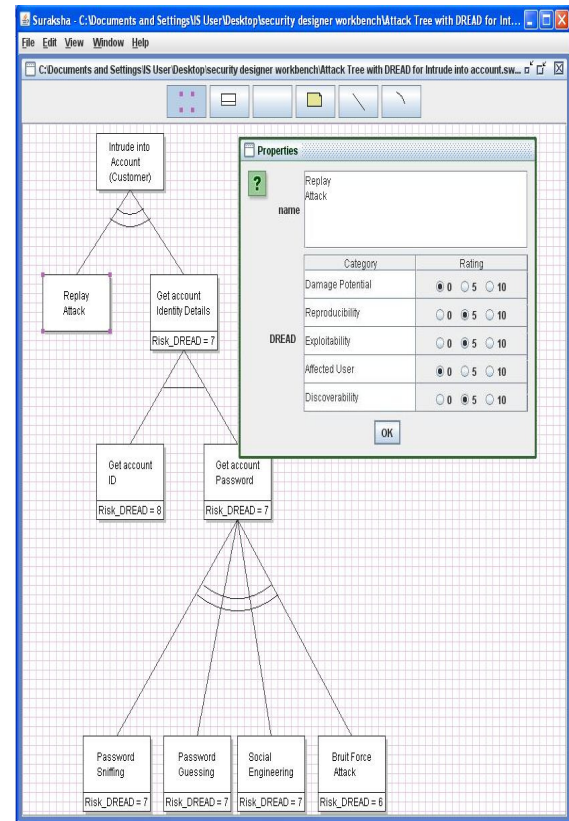 Suraksha - C:\Documents and Settings\IS User\Desktop\security designer workbench\Attack Tree with DREAD for Int...
File Edit View Window Help
C:\Documents and Settings\IS User\Desktop\security designer workbench\Attack Tree with DREAD for Intrude into account.sw...
Intrude into
Account
(Customer)
Properties
?
name
Replay
Attack
Category Rating
Damage Potential 0 5 10
Reproducibility 0 5 10
DREAD
Exploitability 0 5 10
Affected User 0 5 10
Discoverability 0 5 10
OK
Replay
Attack
Get account
Identity Details
Risk_DREAD = 7
Get account
ID
Risk_DREAD = 8
Get account
Password
Risk_DREAD = 7
Password
Sniffing
Risk_DREAD = 7
Password
Guessing
Risk_DREAD = 7
Social
Engineering
Risk_DREAD = 7
Bruit Force
Attack
Risk_DREAD = 6